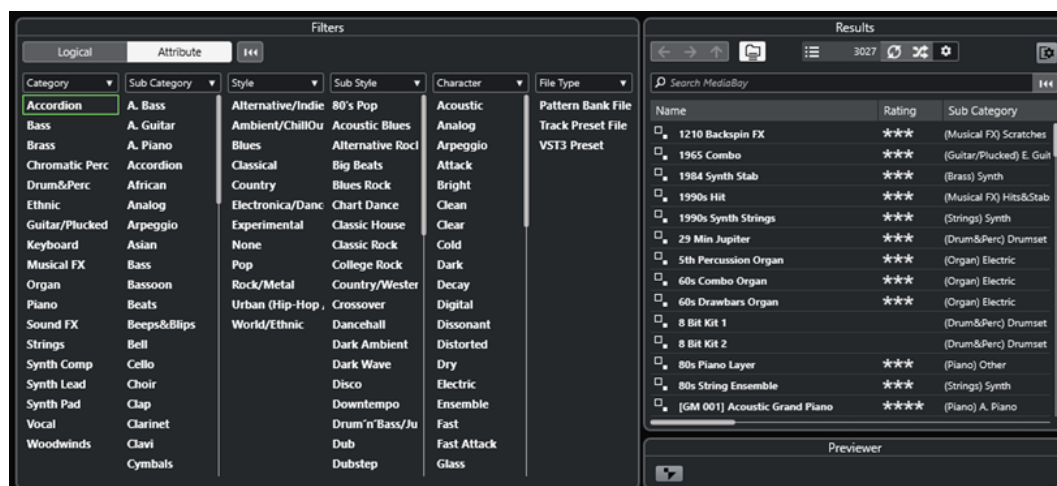 Filters
Logical
Attribute
Category
Sub Category
Style
Sub Style
Character
File Type
Accordion
Bass
Brass
Chromatic Perc
Drum&Perc
Ethnic
Guitar/Plucked
Keyboard
Musical FX
Organ
Piano
Sound FX
Strings
Synth Comp
Synth Lead
Synth Pad
Vocal
Woodwinds
A. Bass
A. Guitar
A. Piano
Accordion
African
Analog
Arpeggio
Asian
Bass
Bassoon
Beats
Beeps&Blips
Bell
Cello
Choir
Clap
Clarinet
Clavi
Cymbals
Alternative/Indie
Ambient/ChillOu
Blues
Classical
Country
Electronica/Danc
Experimental
None
Pop
Rock/Metal
Urban (Hip-Hop /
World/Ethnic
80's Pop
Acoustic Blues
Alternative Rocl
Big Beats
Blues Rock
Chart Dance
Classic House
Classic Rock
College Rock
Country/Wester
Crossover
Dancehall
Dark Ambient
Dark Wave
Disco
Downtempo
Drum´n´Bass/Ju
Dub
Dubstep
Acoustic
Analog
Arpeggio
Attack
Bright
Clean
Clear
Cold
Dark
Decay
Digital
Dissonant
Distorted
Dry
Electric
Ensemble
Fast
Fast Attack
Glass
Pattern Bank File
Track Preset File
VST3 Preset
Results
3027
Search MediaBay
Name Rating Sub Category
1210 Backspin FX *** (Musical FX) Scratches
1965 Combo *** (Guitar/Plucked) E. Guit
1984 Synth Stab *** (Brass) Synth
1990s Hit *** (Musical FX) Hits&Stab
1990s Synth Strings *** (Strings) Synth
29 Min Jupiter *** (Drum&Perc) Drumset
5th Percussion Organ *** (Organ) Electric
60s Combo Organ *** (Organ) Electric
60s Drawbars Organ *** (Organ) Electric
8 Bit Kit 1 (Drum&Perc) Drumset
8 Bit Kit 2 (Drum&Perc) Drumset
80s Piano Layer *** (Piano) Other
80s String Ensemble *** (Strings) Synth
[GM 001] Acoustic Grand Piano **** (Piano) A. Piano
Previewer